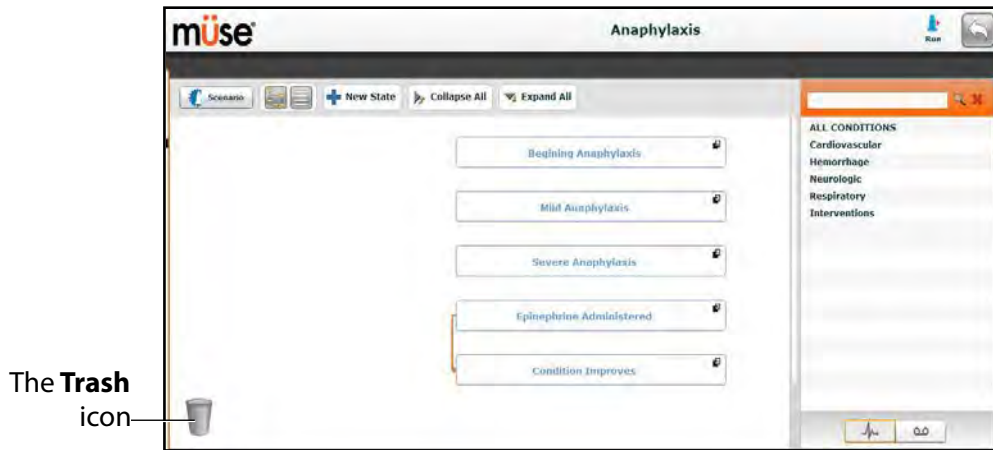 müse
Anaphylaxis
Run
Scenario
New State
Collapse All
Expand All
Begining Anaphylaxis
Mild Anaphylaxis
Severe Anaphylaxis
Epinephrine Administered
Condition Improves
ALL CONDITIONS
Cardiovascular
Hemorrhage
Neurologic
Respiratory
Interventions
The Trash
icon